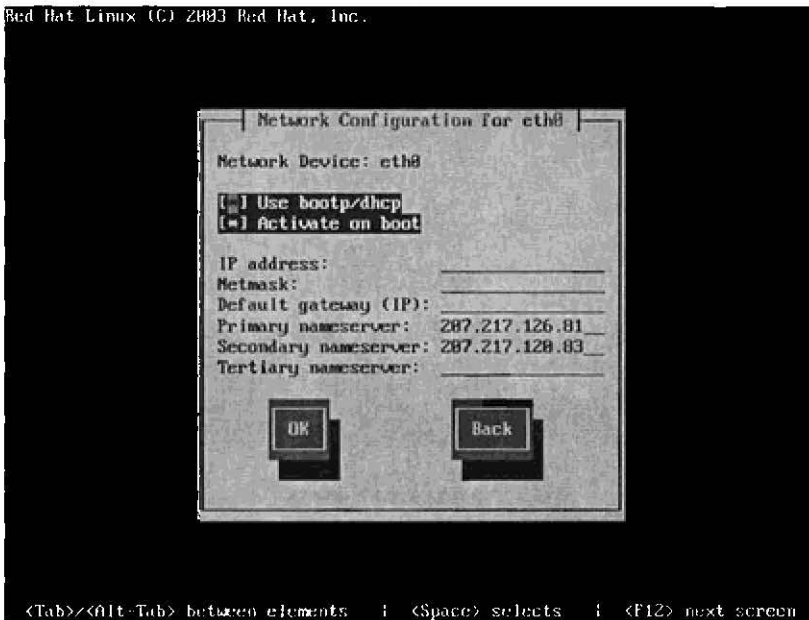 Red Hat Linux (C) 2003 Red Hat, Inc.
Network Configuration for eth0
Network Device: eth0
[ ] Use bootp/dhcp
[*] Activate on boot
IP address:
Netmask:
Default gateway (IP):
Primary nameserver: 207.217.126.81
Secondary nameserver: 207.217.120.83
Tertiary nameserver:
OK Back
<Tab>/<Alt-Tab> between elements | <Space> selects | <F12> next screen